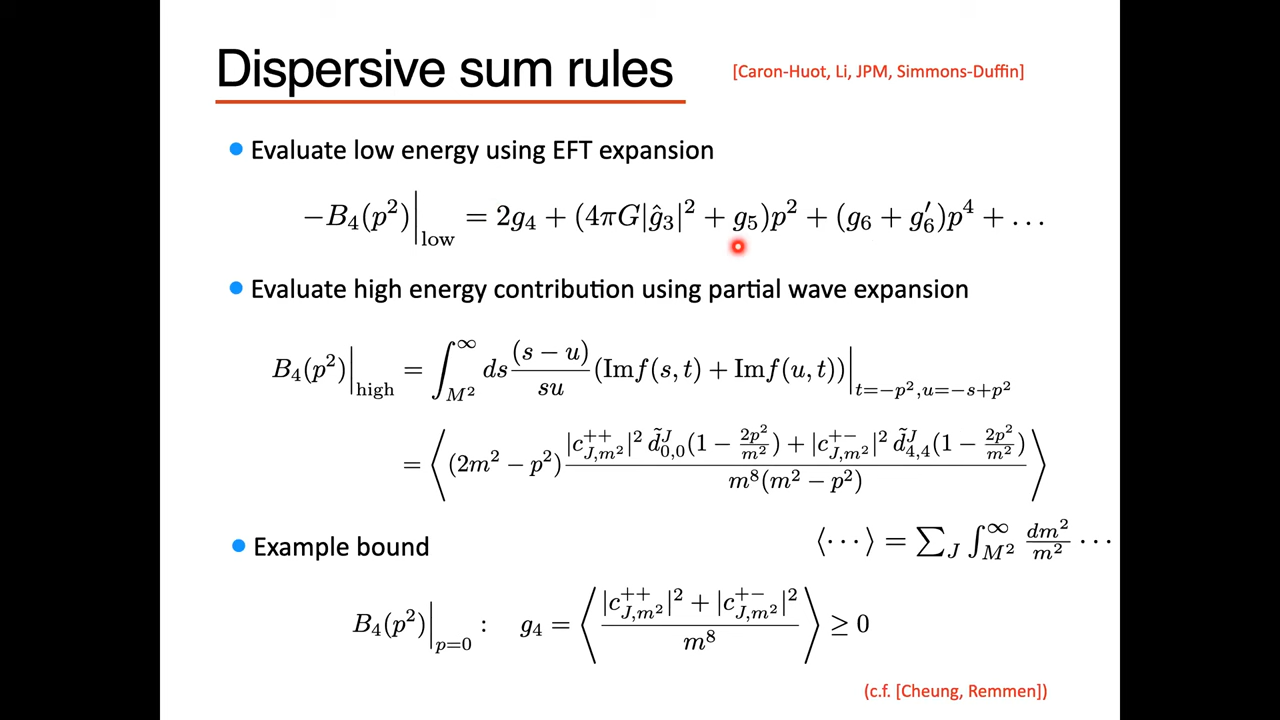 Dispersive sum rules
[Caron-Huot, Li, JPM, Simmons-Duffin]
Evaluate low energy using EFT expansion
$-B_4(p^2)\Big|_{\text{low}} = 2g_4 + (4\pi G|\hat{g}_3|^2 + g_5)p^2 + (g_6 + g_6')p^4 + \ldots$
Evaluate high energy contribution using partial wave expansion
$B_4(p^2)\Big|_{\text{high}} = \int_{M^2}^{\infty} ds \frac{(s-u)}{su} (\text{Im}f(s,t) + \text{Im}f(u,t))\Big|_{t=-p^2,u=-s+p^2}$
$= \left\langle (2m^2 - p^2) \frac{|c^{++}_{J,m^2}|^2 \tilde{d}^J_{0,0}(1 - \frac{2p^2}{m^2}) + |c^{+-}_{J,m^2}|^2 \tilde{d}^J_{4,4}(1 - \frac{2p^2}{m^2})}{m^8(m^2 - p^2)} \right\rangle$
$\langle \cdots \rangle = \sum_J \int_{M^2}^{\infty} \frac{dm^2}{m^2} \cdots$
Example bound
$B_4(p^2)\Big|_{p=0} : \quad g_4 = \left\langle \frac{|c^{++}_{J,m^2}|^2 + |c^{+-}_{J,m^2}|^2}{m^8} \right\rangle \geq 0$
(c.f. [Cheung, Remmen])